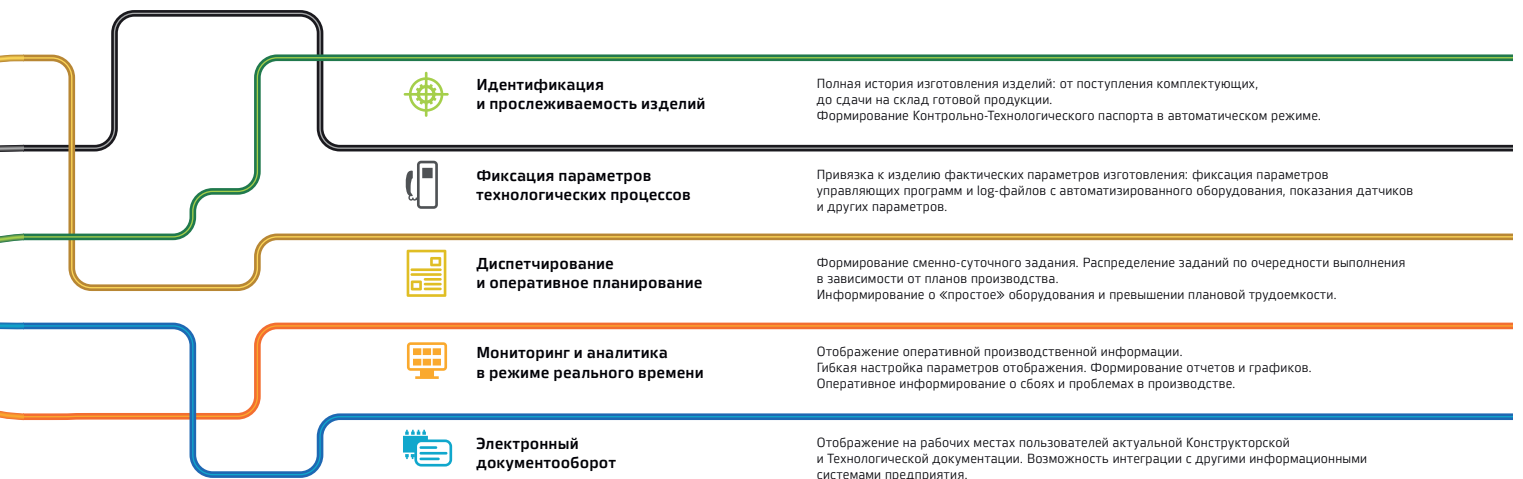 Идентификация
и прослеживаемость изделий
Полная история изготовления изделий: от поступления комплектующих,
до сдачи на склад готовой продукции.
Формирование Контрольно-Технологического паспорта в автоматическом режиме.
Фиксация параметров
технологических процессов
Привязка к изделию фактических параметров изготовления: фиксация параметров
управляющих программ и log-файлов с автоматизированного оборудования, показания датчиков
и других параметров.
Диспетчирование
и оперативное планирование
Формирование сменно-суточного задания. Распределение заданий по очередности выполнения
в зависимости от планов производства.
Информирование о «простое» оборудования и превышении плановой трудоемкости.
Мониторинг и аналитика
в режиме реального времени
Отображение оперативной производственной информации.
Гибкая настройка параметров отображения. Формирование отчетов и графиков.
Оперативное информирование о сбоях и проблемах в производстве.
Электронный
документооборот
Отображение на рабочих местах пользователей актуальной Конструкторской
и Технологической документации. Возможность интеграции с другими информационными
системами предприятия.